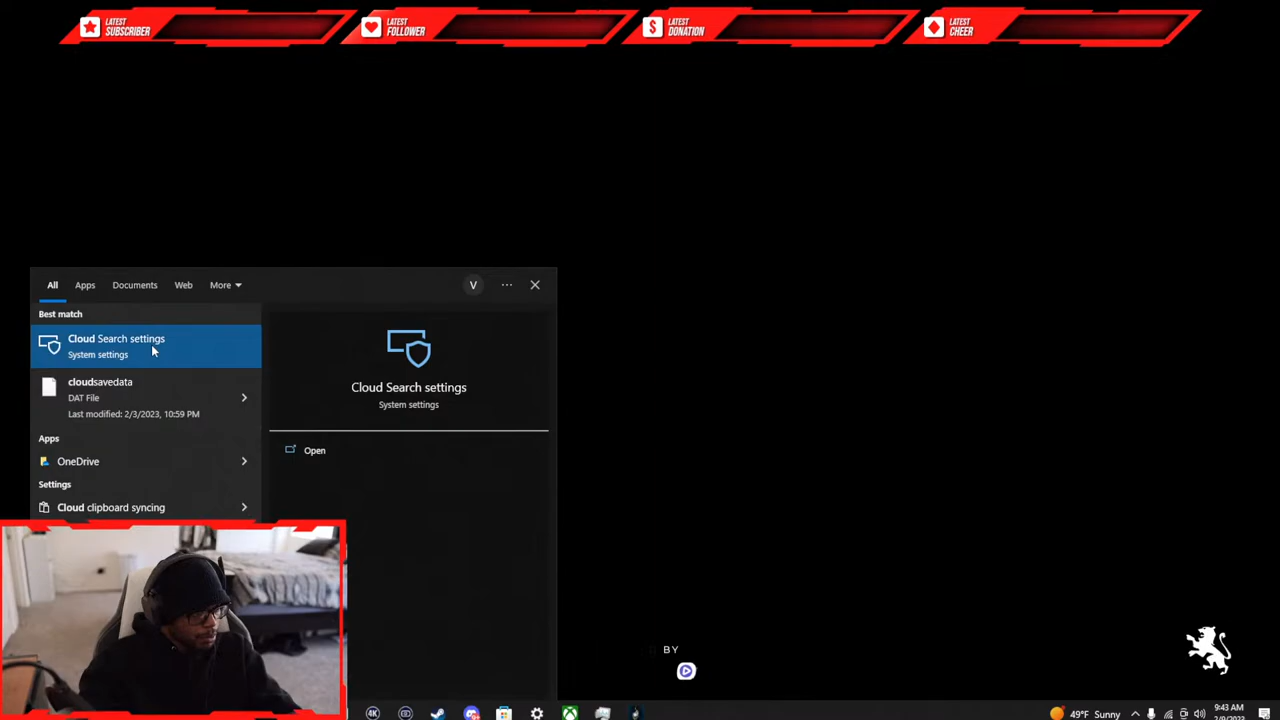 LATEST
SUBSCRIBER
LATEST
FOLLOWER
LATEST
DONATION
LATEST
CHEER
All Apps Documents Web More V ...
Best match
Cloud Search settings
System settings
cloudsavedata
DAT File
Last modified: 2/3/2023, 10:59 PM
Apps
OneDrive
Settings
Cloud clipboard syncing
Cloud Search settings
System settings
Open
BY
4K
49°F Sunny
9:43 AM